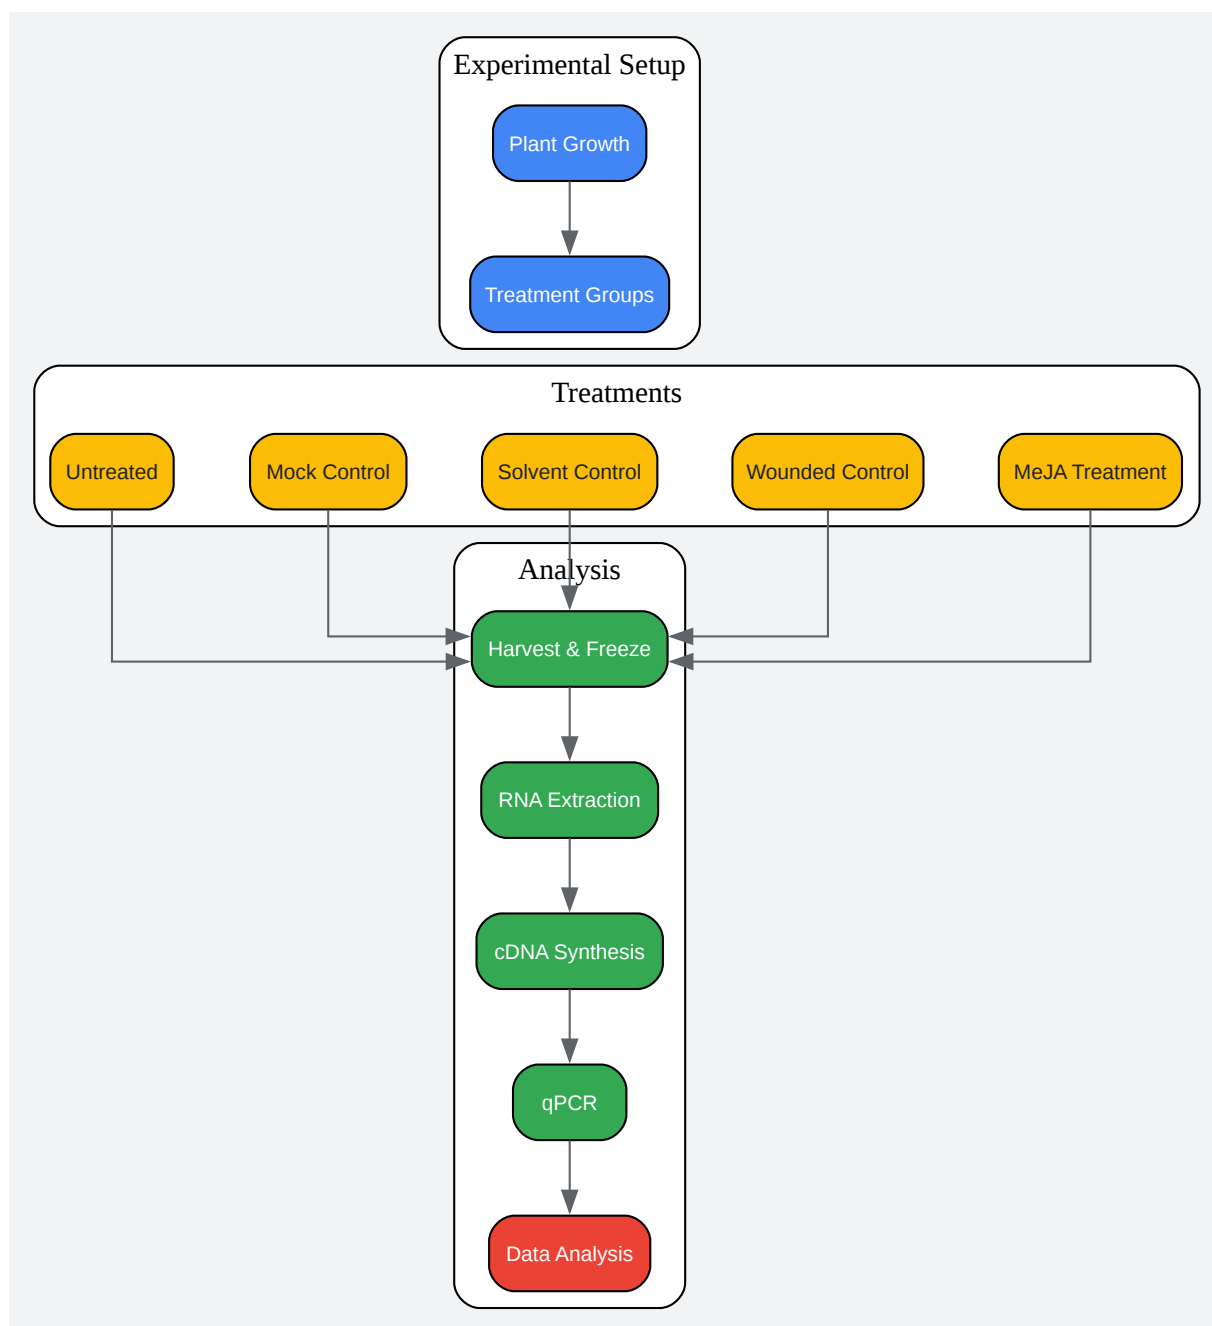 Experimental Setup
Plant Growth
Treatment Groups
Treatments
Untreated
Mock Control
Solvent Control
Wounded Control
MeJA Treatment
Analysis
Harvest & Freeze
RNA Extraction
cDNA Synthesis
qPCR
Data Analysis